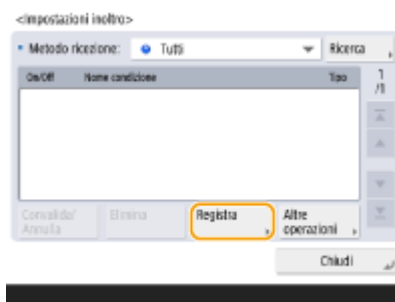 <Impostazioni inoltro>
Metodo ricezione: Tutti Ricerca
On/Off Nome condizione Tipo 1
/1
Convalida/ Elimina Registra Altre
Annulla operazioni
Chiudi